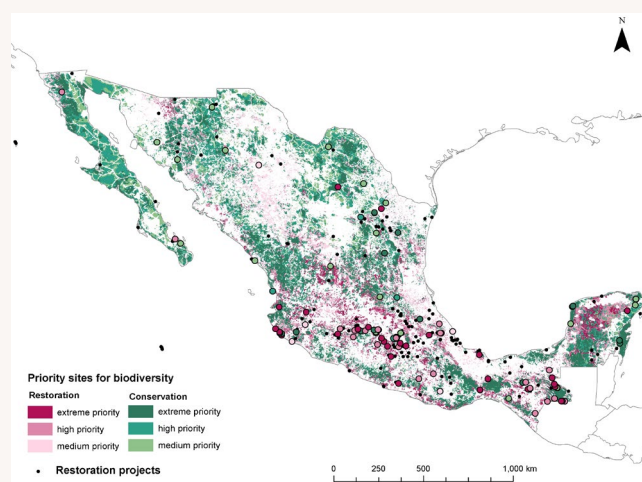 N
Priority sites for biodiversity
Restoration Conservation
extreme priority extreme priority
high priority high priority
medium priority medium priority
Restoration projects
0 250 500 1,000 km